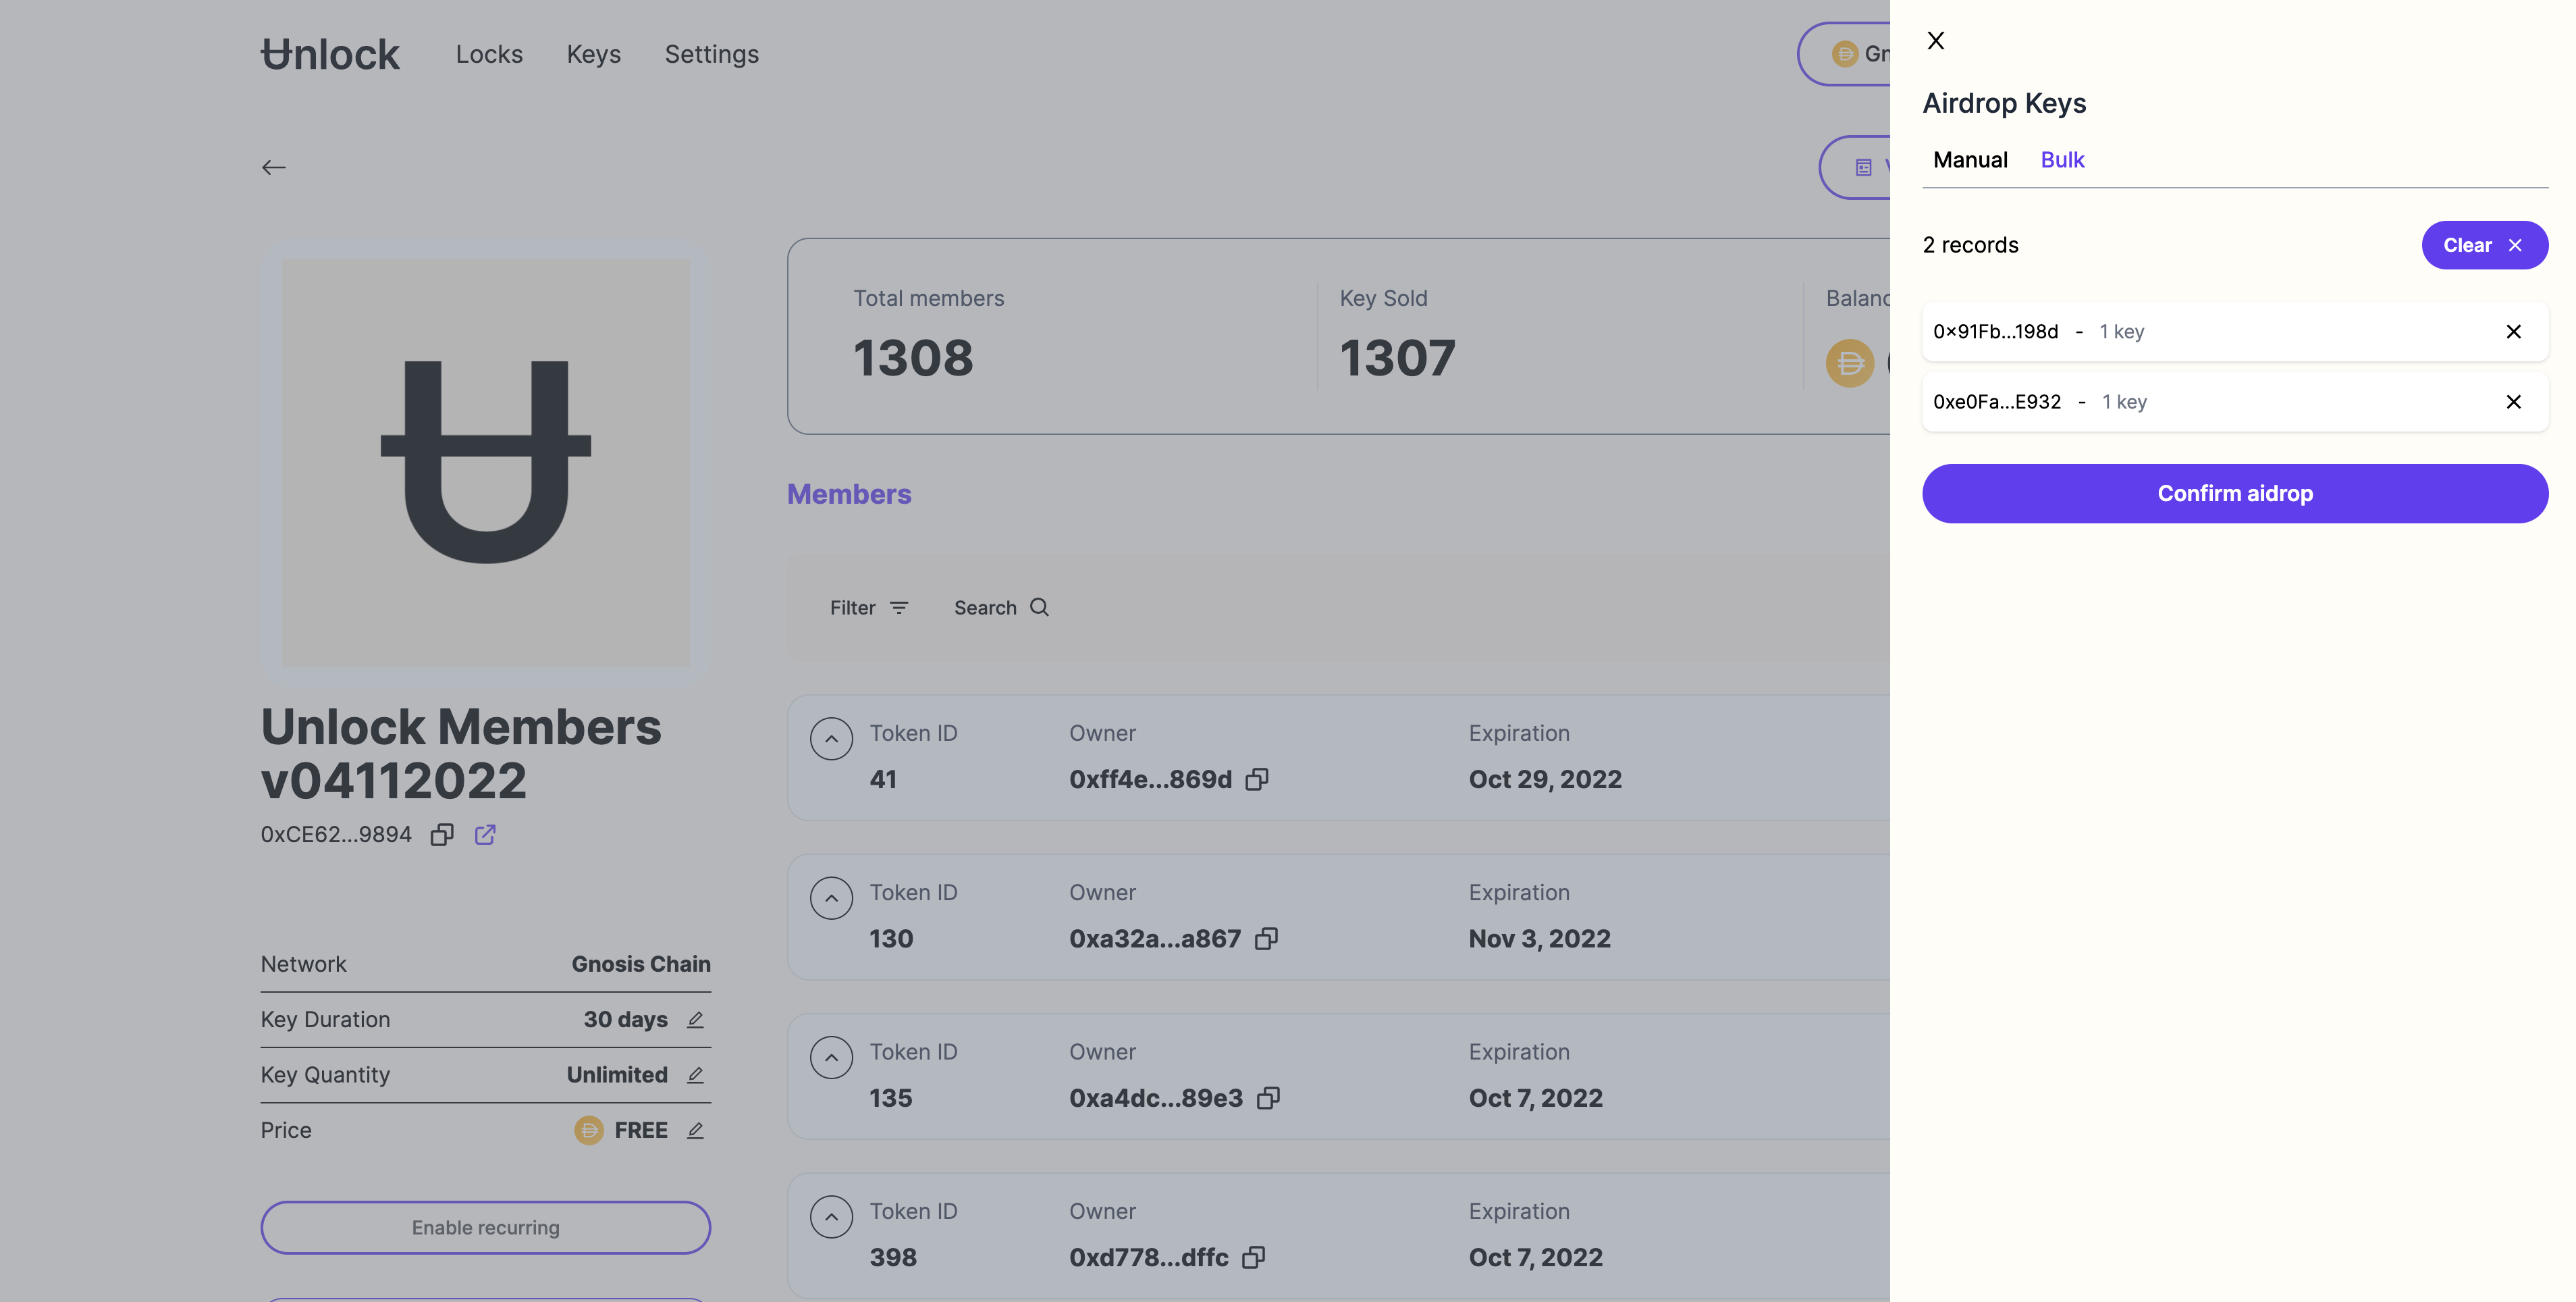 Unlock
Locks
Keys
Settings
Total members
1308
Key Sold
1307
Members
Filter
Search
Unlock Members
v04112022
0xCE62...9894
Network
Gnosis Chain
Key Duration
30 days
Key Quantity
Unlimited
Price
FREE
Enable recurring
Token ID
Owner
Expiration
41
0xff4e...869d
Oct 29, 2022
Token ID
Owner
Expiration
130
0xa32a...a867
Nov 3, 2022
Token ID
Owner
Expiration
135
0xa4dc...89e3
Oct 7, 2022
Token ID
Owner
Expiration
398
0xd778...dffc
Oct 7, 2022
Airdrop Keys
Manual
Bulk
2 records
Clear
0x91Fb...198d - 1 key
0xe0Fa...E932 - 1 key
Confirm aidrop